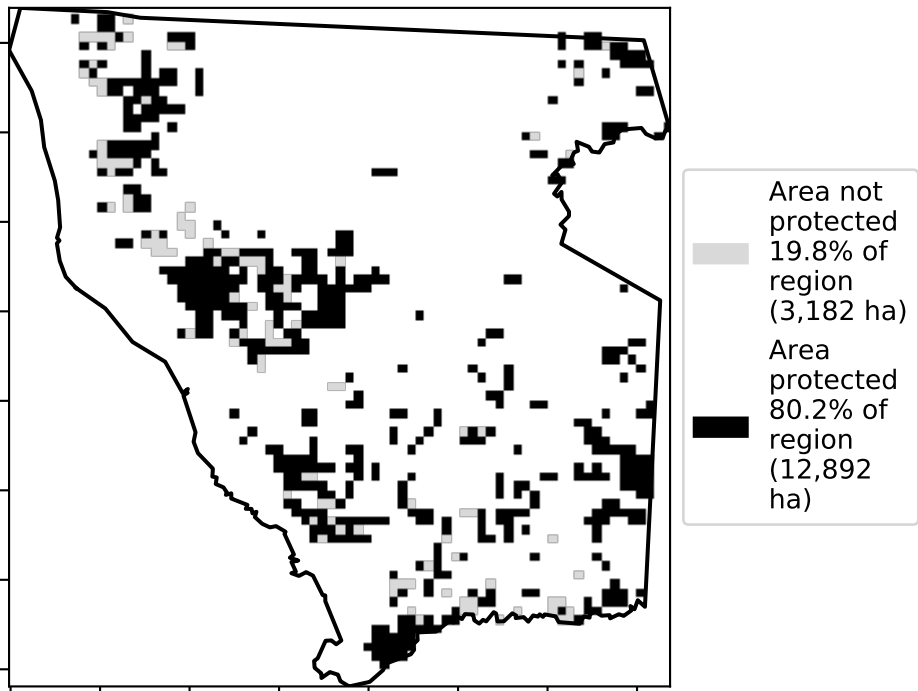 Area not
protected
19.8% of
region
(3,182 ha)
Area
protected
80.2% of
region
(12,892
ha)